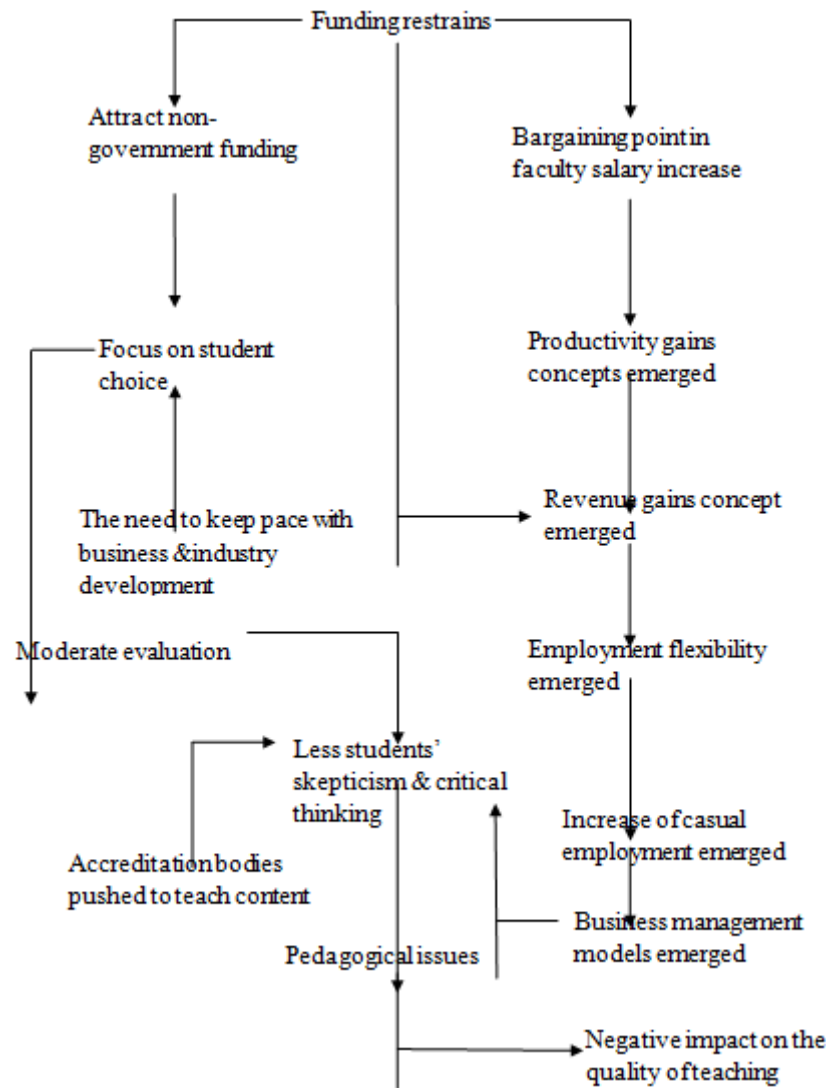 Funding restrains
Attract non-
government funding
Bargaining point in
faculty salary increase
Focus on student
choice
Productivity gains
concepts emerged
Revenue gains concept
emerged
The need to keep pace with
business &industry
development
Moderate evaluation
Employment flexibility
emerged
Less students’
skepticism & critical
thinking
Increase of casual
employment emerged
Accreditation bodies
pushed to teach content
Business management
models emerged
Pedagogical issues
Negative impact on the
quality of teaching